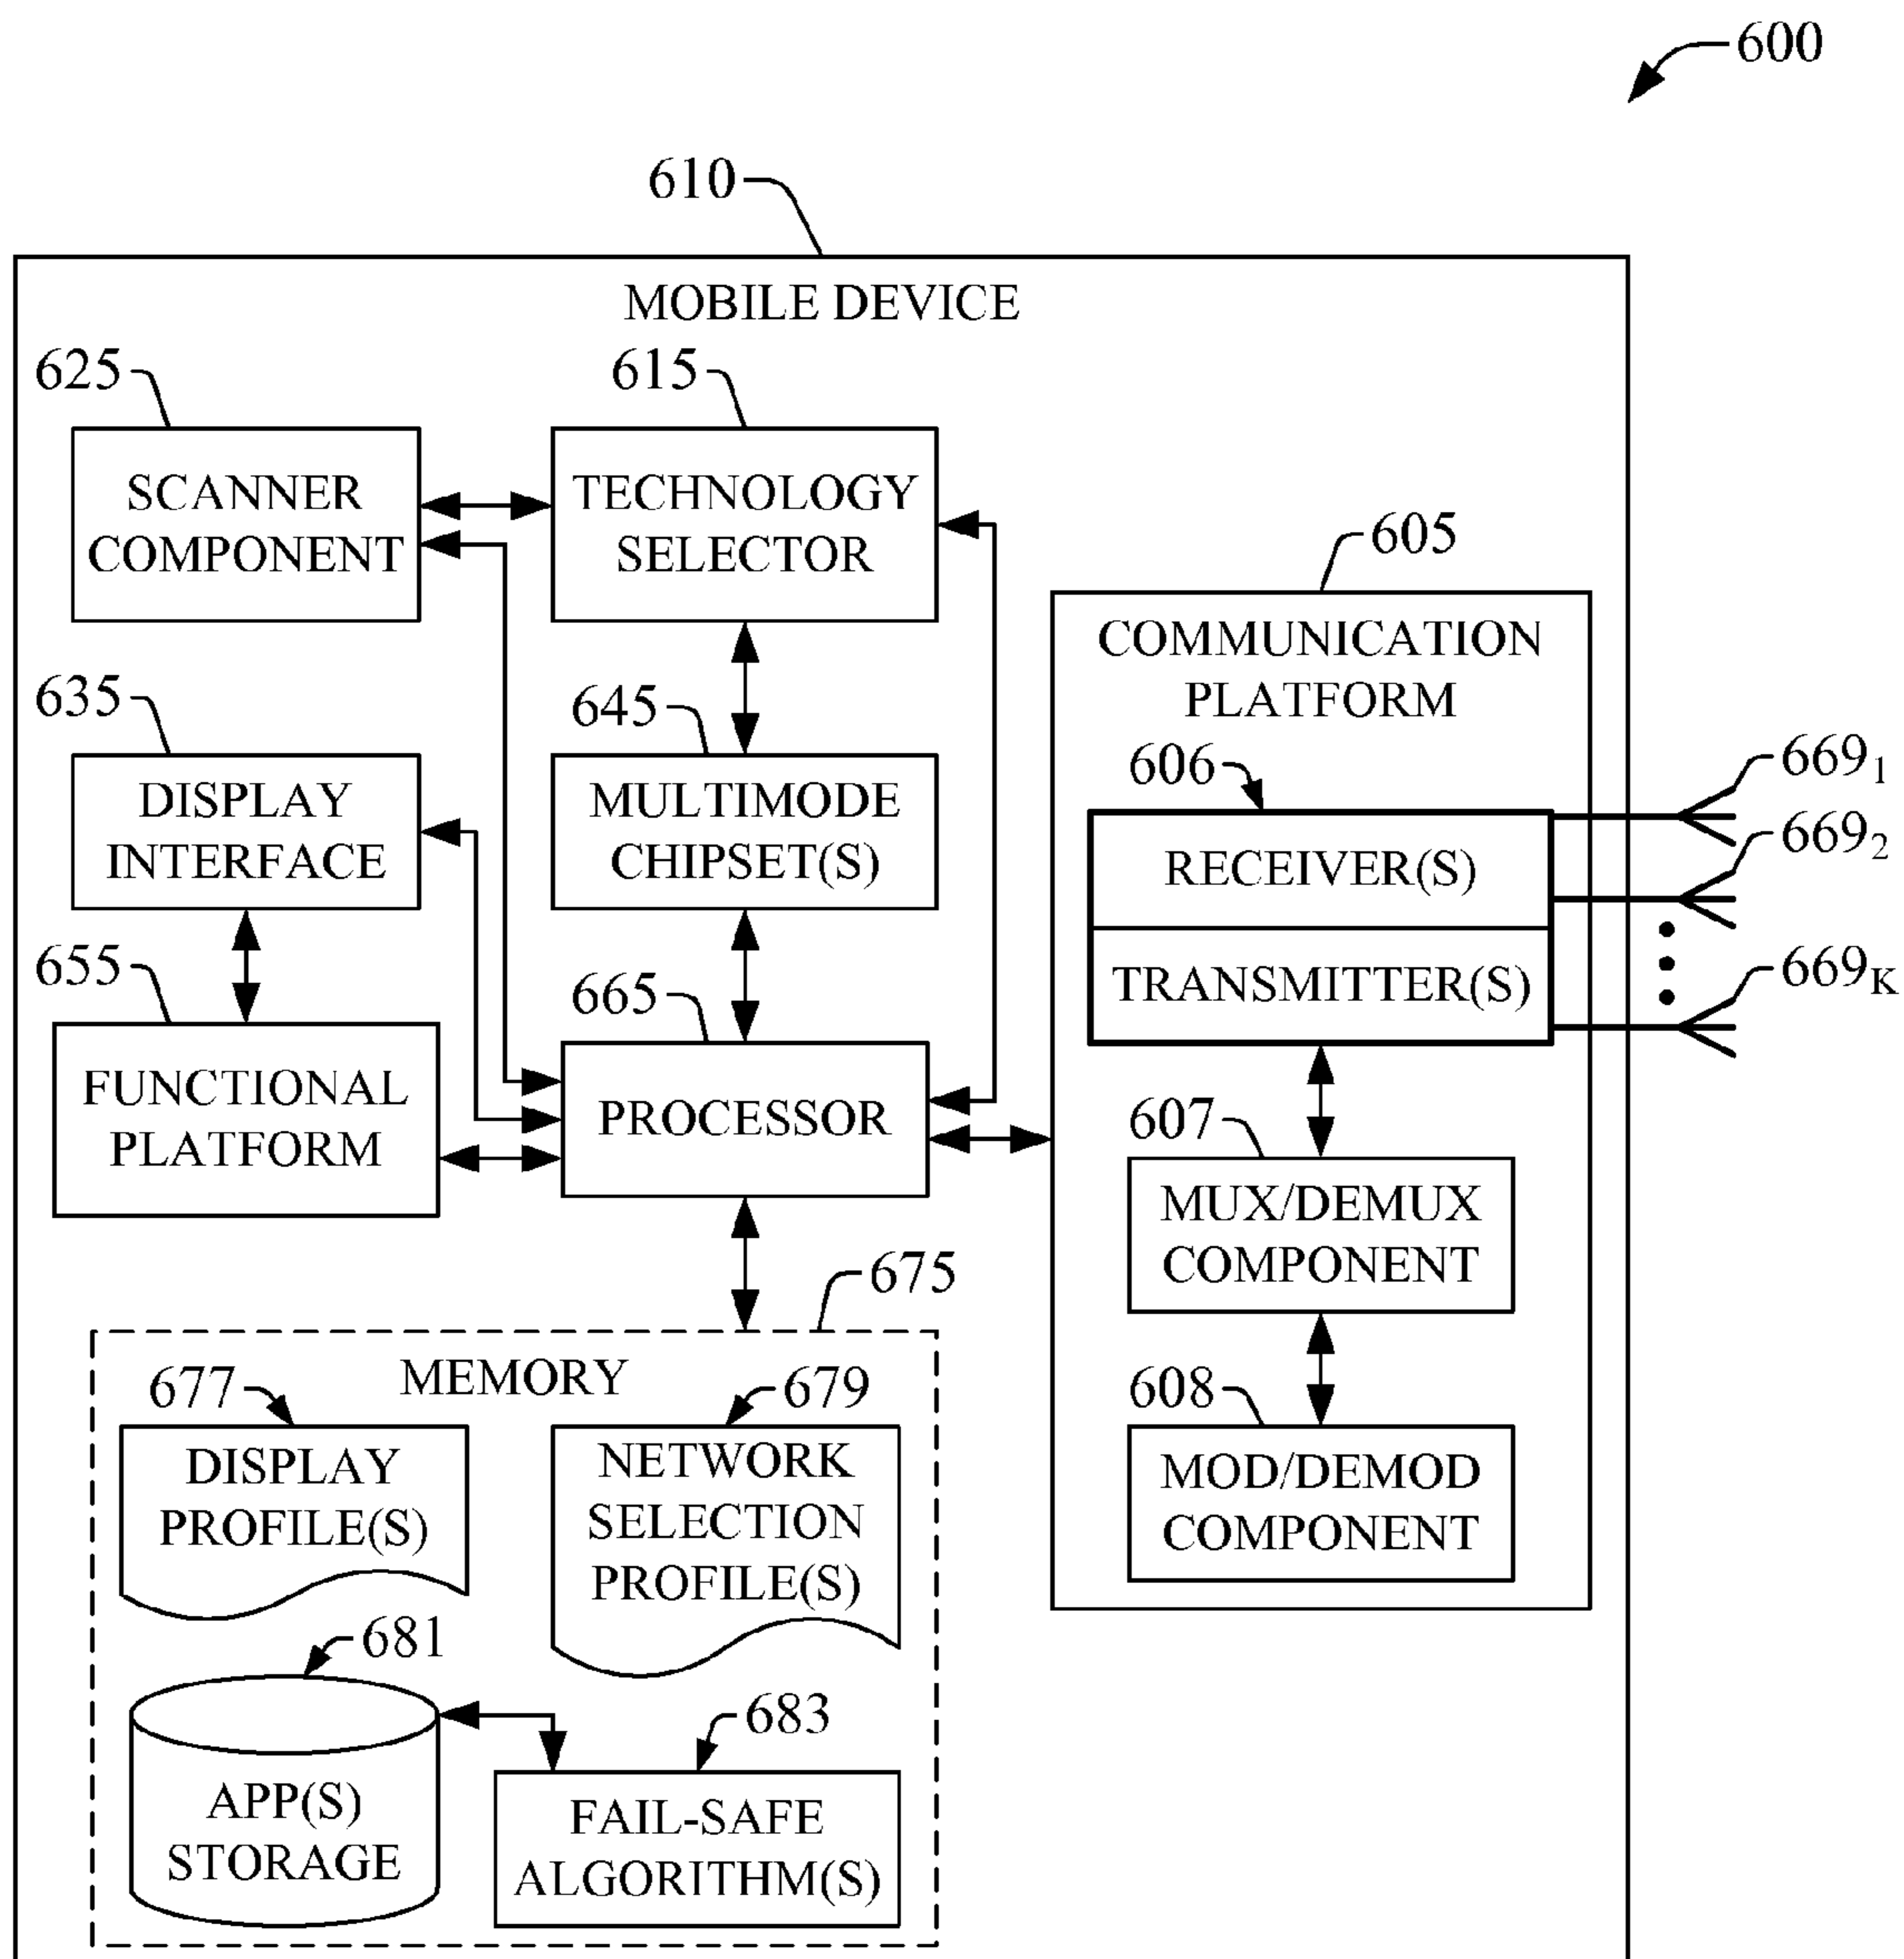 600
610
MOBILE DEVICE
625
615
SCANNER
COMPONENT
TECHNOLOGY
SELECTOR
605
COMMUNICATION
PLATFORM
635
645
DISPLAY
INTERFACE
MULTIMODE
CHIPSET(S)
606
RECEIVER(S)
TRANSMITTER(S)
669₁
669₂
669K
655
665
FUNCTIONAL
PLATFORM
PROCESSOR
607
MUX/DEMUX
COMPONENT
608
MOD/DEMOD
COMPONENT
675
MEMORY
677
679
DISPLAY
PROFILE(S)
NETWORK
SELECTION
PROFILE(S)
681
683
APP(S)
STORAGE
FAIL-SAFE
ALGORITHM(S)